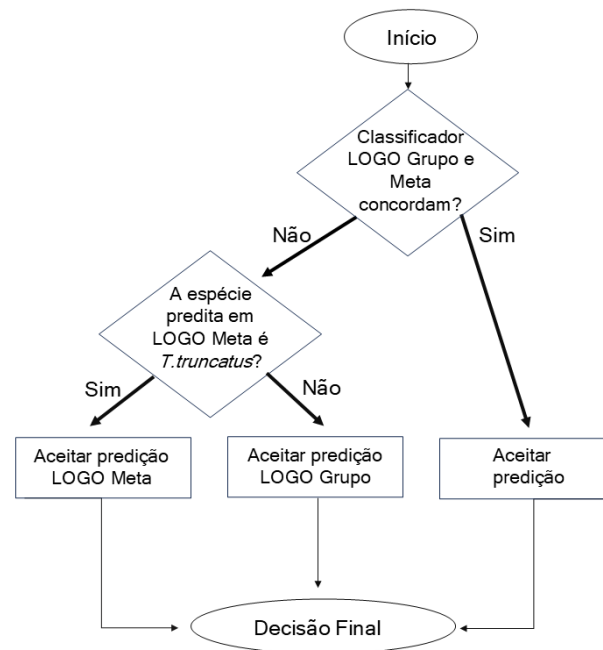 Início
Classificador
LOGO Grupo e
Meta
concordam?
Não
Sim
A espécie
predita em
LOGO Meta é
T.truncatus?
Sim
Não
Aceitar predição
LOGO Meta
Aceitar predição
LOGO Grupo
Aceitar
predição
Decisão Final